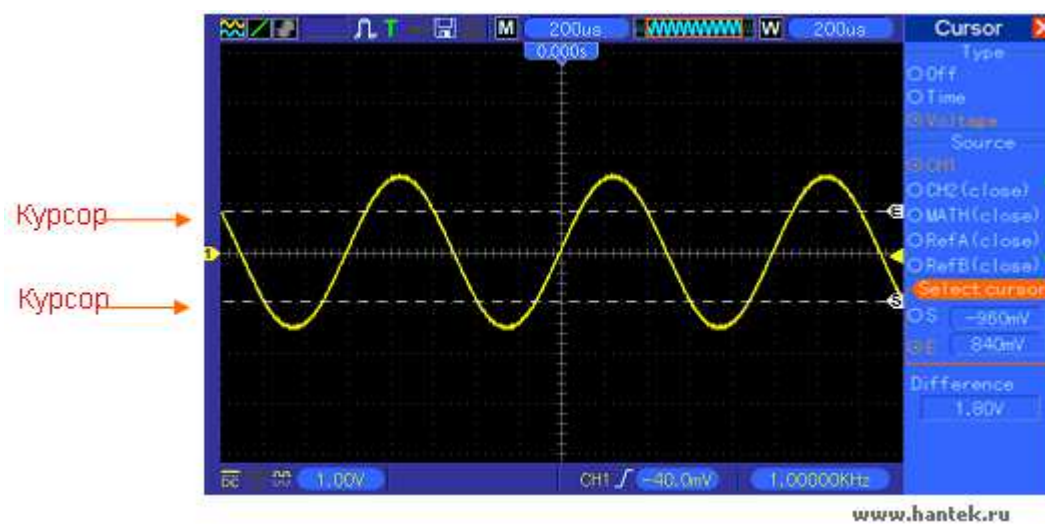 M 200us W 200us
0.000s
Cursor
Type
Off
Time
Voltage
Source
CH1
CH2(close)
MATH(close)
RefA(close)
RefB(close)
Select cursor
S -960mV
E 840mV
Difference
1.80V
Курсор
E
1
Курсор
S
DC 1.00V CH1 -40.0mV 1.00000KHz
www.hantek.ru